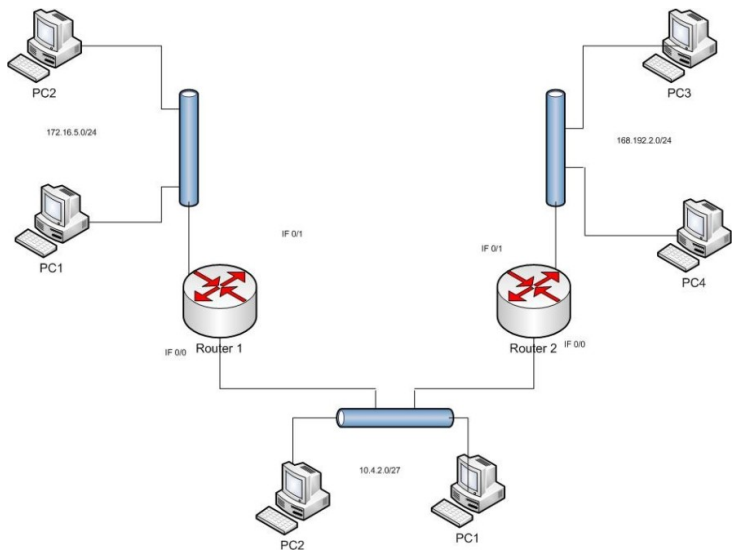 PC2
PC3
172.16.5.0/24
168.192.2.0/24
PC1
IF 0/1
IF 0/1
PC4
Router 1
IF 0/0
Router 2
IF 0/0
10.4.2.0/27
PC2
PC1